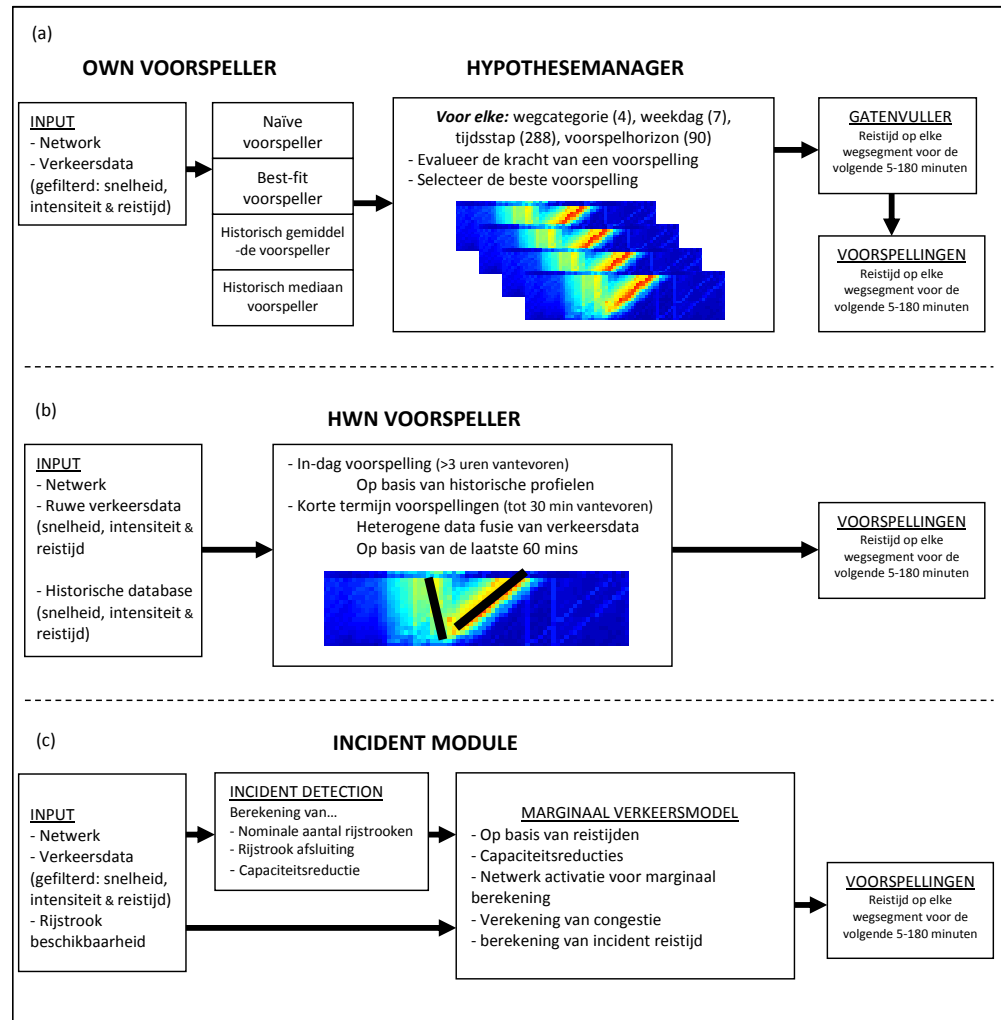 (a)
OWN VOORSPELLER
HYPOTHESEMANAGER
INPUT
- Network
- Verkeersdata
(gefilterd: snelheid,
intensiteit & reistijd)
Naïve
voorspeller
Best-fit
voorspeller
Historisch gemiddel
-de voorspeller
Historisch mediaan
voorspeller
Voor elke: wegcategorie (4), weekdag (7),
tijdsstap (288), voorspelhorizon (90)
- Evalueer de kracht van een voorspelling
- Selecteer de beste voorspelling
GATENVULLER
Reistijd op elke
wegsegment voor de
volgende 5-180 minuten
VOORSPELLINGEN
Reistijd op elke
wegsegment voor de
volgende 5-180 minuten
(b)
HWN VOORSPELLER
INPUT
- Netwerk
- Ruwe verkeersdata
(snelheid, intensiteit &
reistijd
- Historische database
(snelheid, intensiteit &
reistijd)
- In-dag voorspelling (>3 uren vantevoren)
Op basis van historische profielen
- Korte termijn voorspellingen (tot 30 min vantevoren)
Heterogene data fusie van verkeersdata
Op basis van de laatste 60 mins
VOORSPELLINGEN
Reistijd op elke
wegsegment voor de
volgende 5-180 minuten
(c)
INCIDENT MODULE
INPUT
- Netwerk
- Verkeersdata
(gefilterd: snelheid,
intensiteit & reistijd)
- Rijstrook
beschikbaarheid
INCIDENT DETECTION
Berekening van...
- Nominale aantal rijstrooken
- Rijstrook afsluiting
- Capaciteitsreductie
MARGINAAL VERKEERSMODEL
- Op basis van reistijden
- Capaciteitsreducties
- Netwerk activatie voor marginaal
berekening
- Verekening van congestie
- berekening van incident reistijd
VOORSPELLINGEN
Reistijd op elke
wegsegment voor de
volgende 5-180 minuten